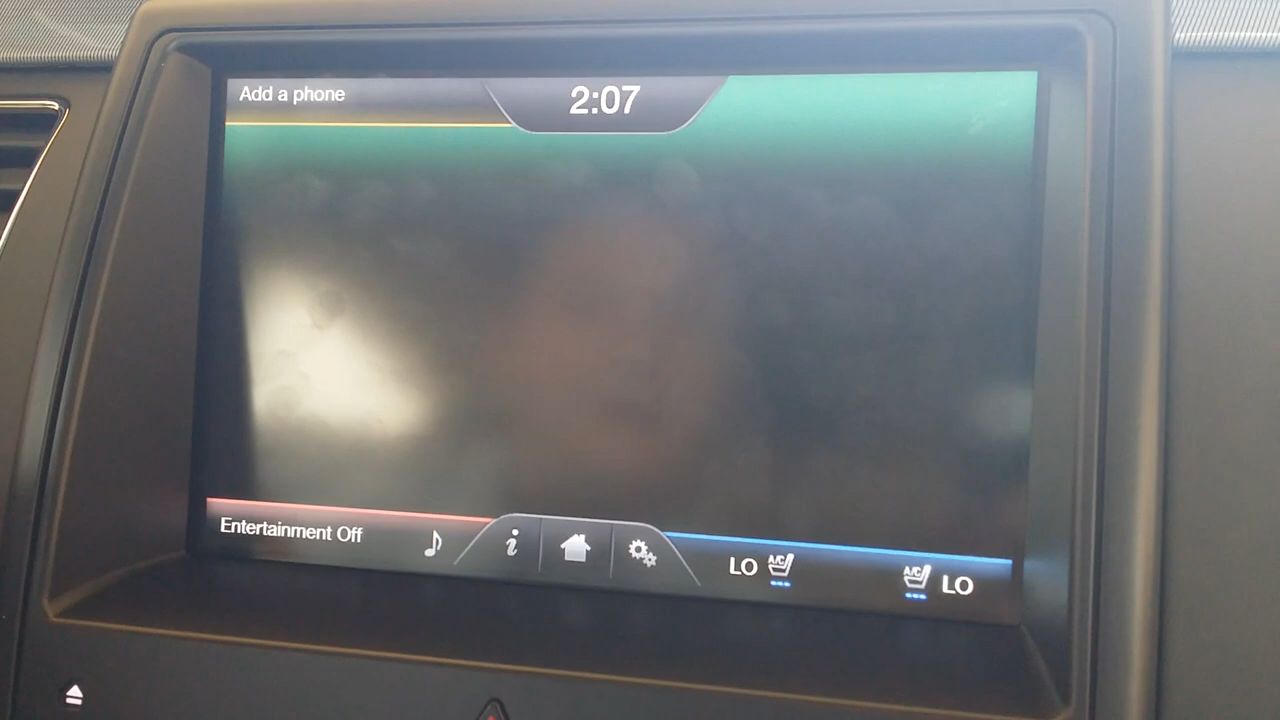 Add a phone
2:07
Entertainment Off
i
LO A/C
A/C LO